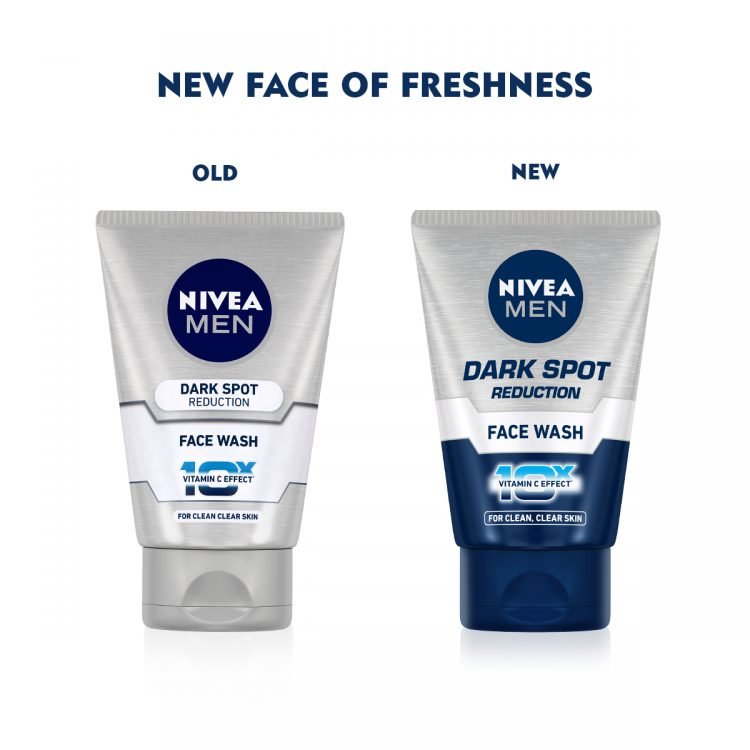 NEW FACE OF FRESHNESS
OLD
NIVEA
MEN
DARK SPOT
REDUCTION
FACE WASH
10X
VITAMIN C EFFECT*
FOR CLEAN CLEAR SKIN
NEW
NIVEA
MEN
DARK SPOT
REDUCTION
FACE WASH
10X
VITAMIN C EFFECT*
FOR CLEAN, CLEAR SKIN